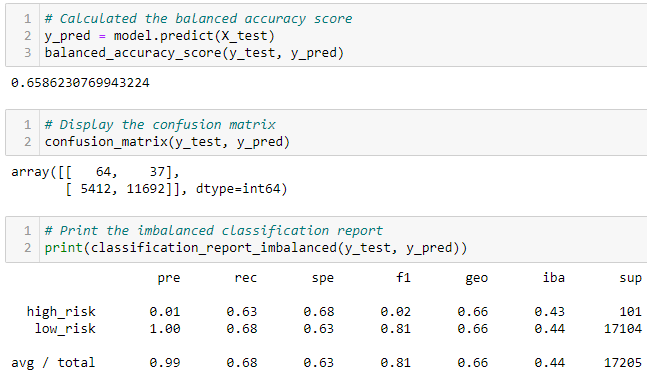 1 # Calculated the balanced accuracy score
2 y_pred = model.predict(X_test)
3 balanced_accuracy_score(y_test, y_pred)
0.6586230769943224
1 # Display the confusion matrix
2 confusion_matrix(y_test, y_pred)
array([[   64,    37],
       [ 5412, 11692]], dtype=int64)
1 # Print the imbalanced classification report
2 print(classification_report_imbalanced(y_test, y_pred))
pre rec spe f1 geo iba sup
high_risk 0.01 0.63 0.68 0.02 0.66 0.43 101
low_risk 1.00 0.68 0.63 0.81 0.66 0.44 17104
avg / total 0.99 0.68 0.63 0.81 0.66 0.44 17205